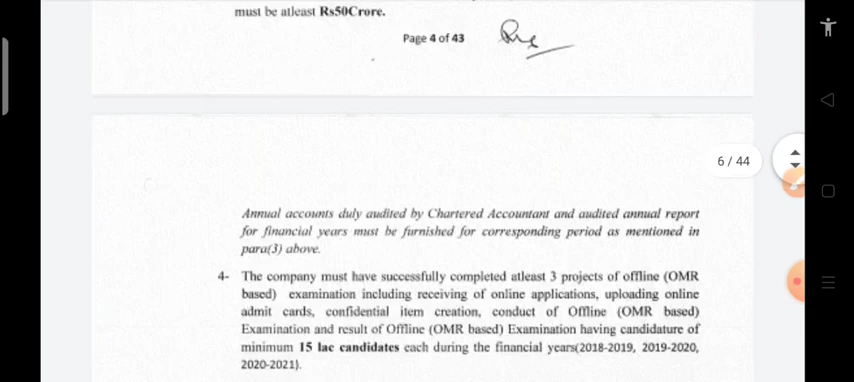 must be atleast Rs50Crore.
Page 4 of 43
6 / 44
Annual accounts duly audited by Chartered Accountant and audited annual report
for financial years must be furnished for corresponding period as mentioned in
para(3) above.
4- The company must have successfully completed atleast 3 projects of offline (OMR
based) examination including receiving of online applications, uploading online
admit cards, confidential item creation, conduct of Offline (OMR based)
Examination and result of Offline (OMR based) Examination having candidature of
minimum 15 lac candidates each during the financial years(2018-2019, 2019-2020,
2020-2021).